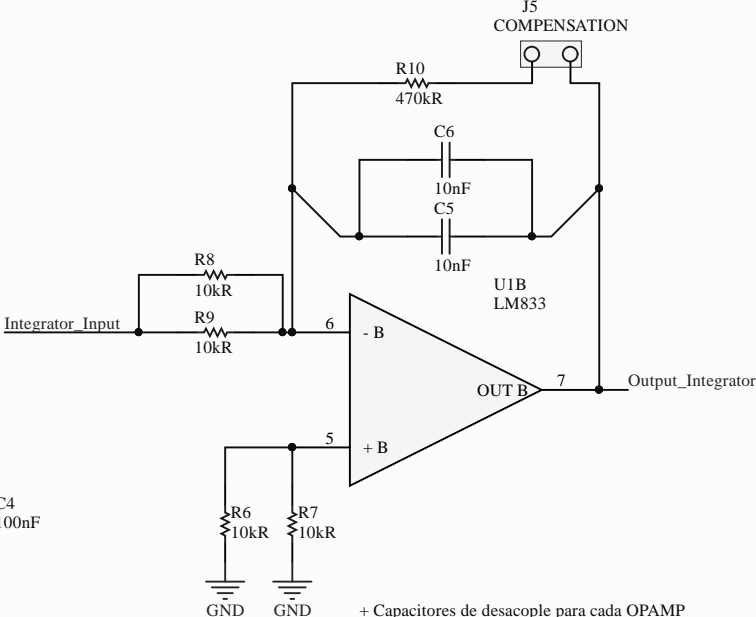 J5
COMPENSATION
R10
470kR
C6
10nF
C5
10nF
R8
10kR
U1B
LM833
Integrator_Input
R9
10kR
6
- B
OUT B
7
Output_Integrator
5
+ B
C4
100nF
R6
10kR
R7
10kR
GND
GND
+ Capacitores de desacople para cada OPAMP